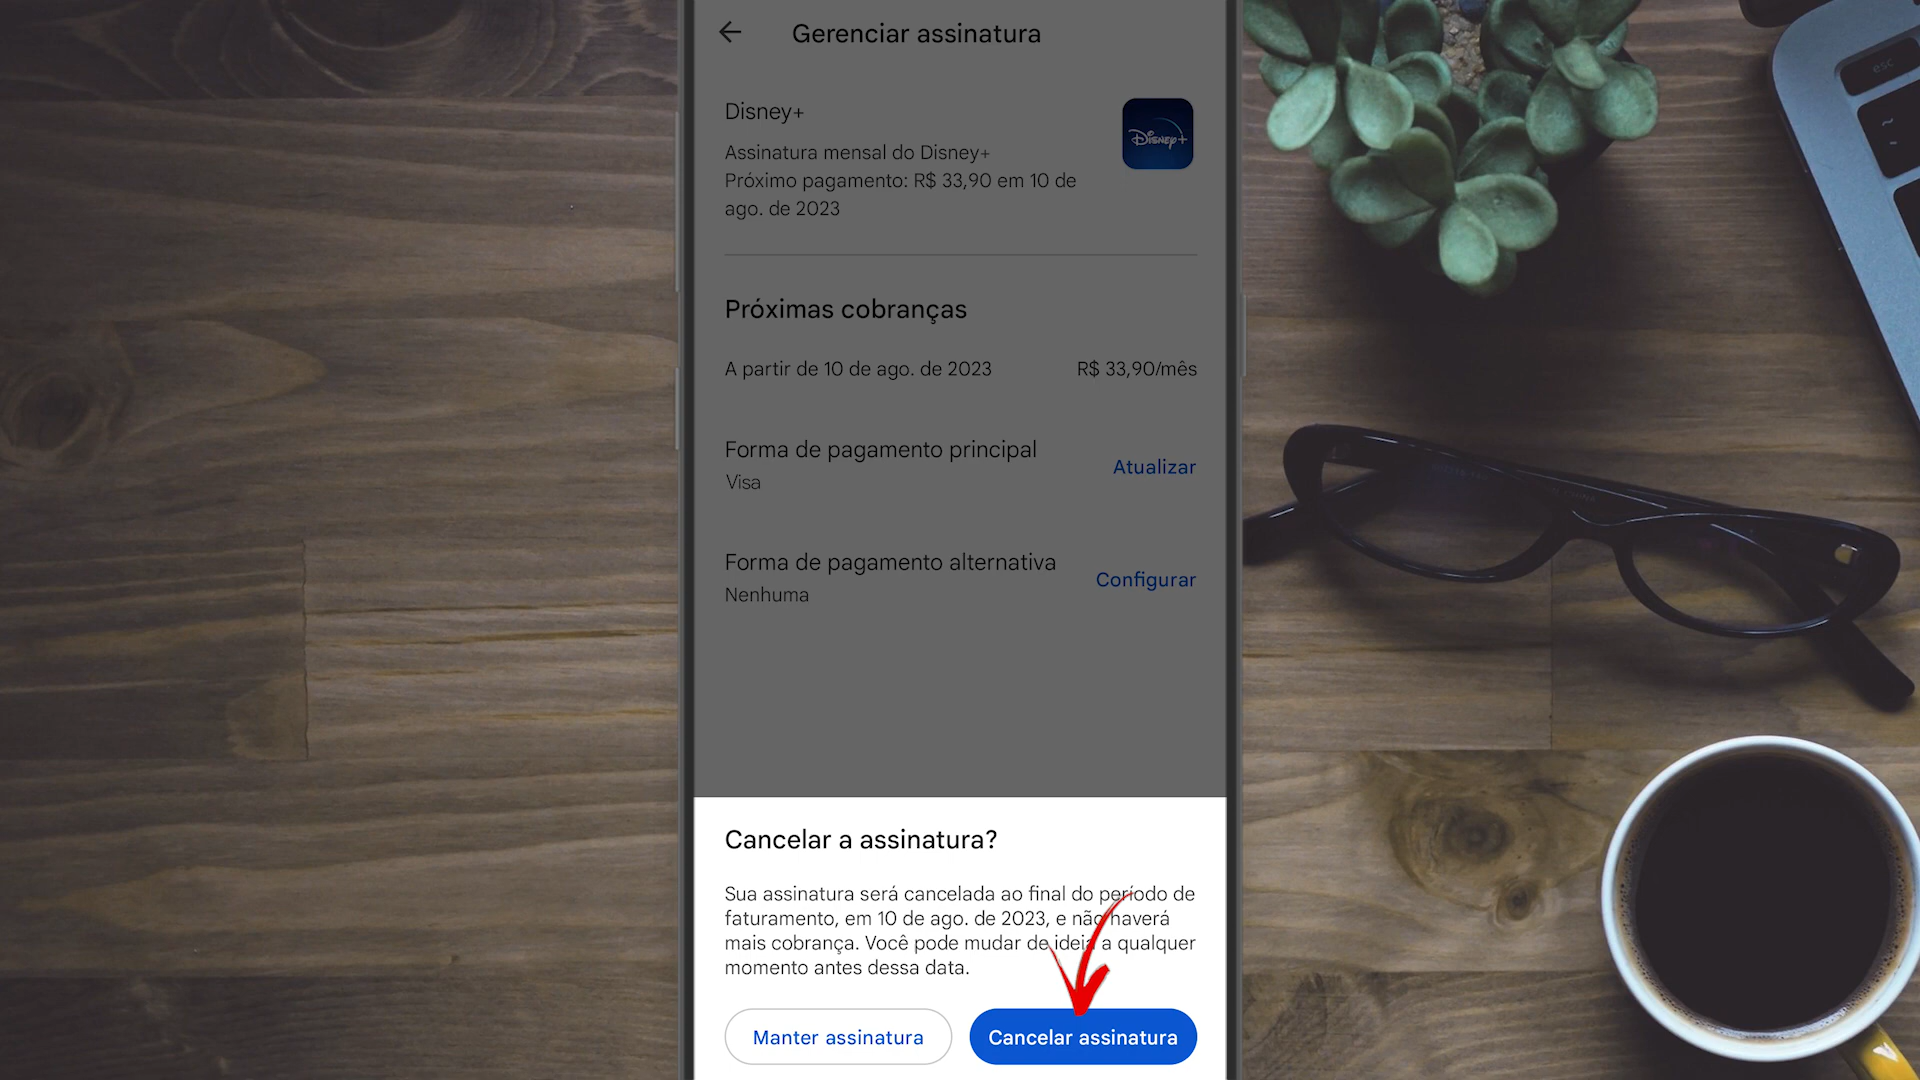 Gerenciar assinatura
Disney+
Disney+
Assinatura mensal do Disney+
Próximo pagamento: R$ 33,90 em 10 de
ago. de 2023
Próximas cobranças
A partir de 10 de ago. de 2023
R$ 33,90/mês
Forma de pagamento principal
Atualizar
Visa
Forma de pagamento alternativa
Configurar
Nenhuma
Cancelar a assinatura?
Sua assinatura será cancelada ao final do período de
faturamento, em 10 de ago. de 2023, e não haverá
mais cobrança. Você pode mudar de ideia a qualquer
momento antes dessa data.
Manter assinatura
Cancelar assinatura
esc